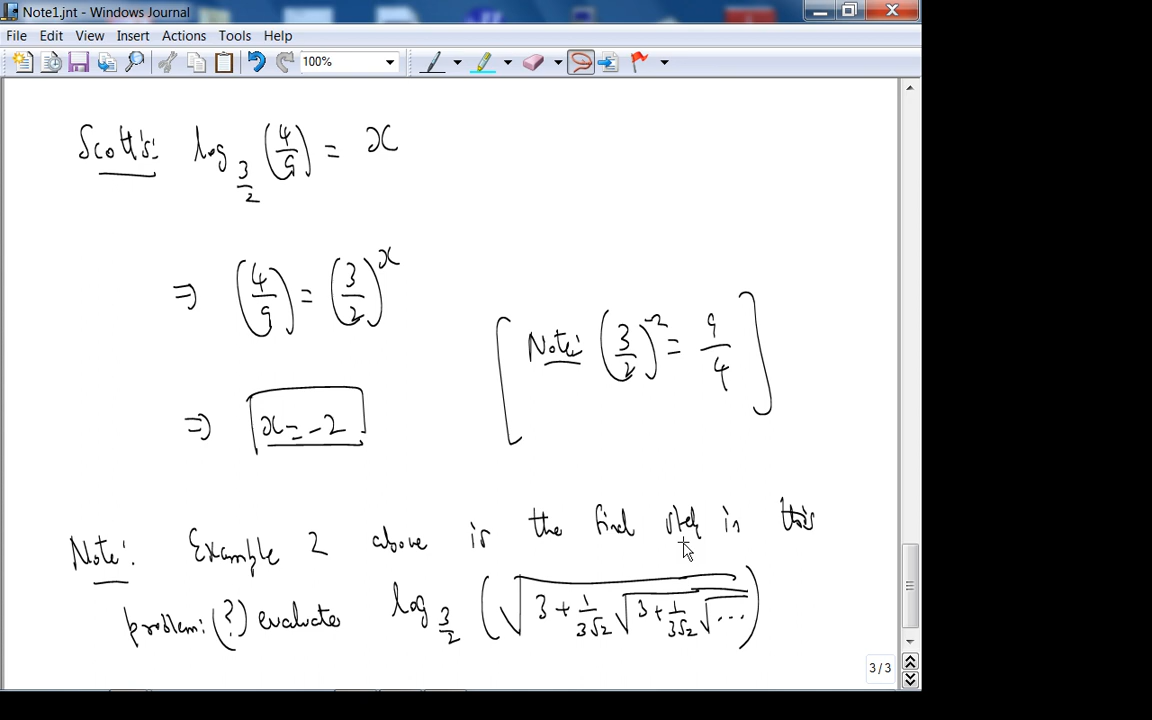 Note1.jnt - Windows Journal
File Edit View Insert Actions Tools Help
100%
Scott's: log_{3/2} (4/9) = x
⇒ (4/9) = (3/2)^x
[Note: (3/2)^{-2} = 9/4]
⇒ x = -2
Note: Example 2 above is the final step in this
problem: (?) evaluate log_{3/2} (√(3 + 1/(3√2) √(3 + 1/(3√2) √...)))
3/3